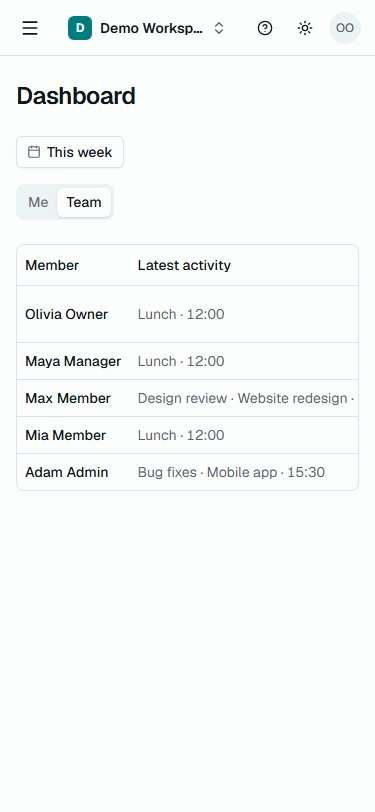 D Demo Worksp... OO
Dashboard
This week
Me Team
Member Latest activity
Olivia Owner Lunch · 12:00
Maya Manager Lunch · 12:00
Max Member Design review · Website redesign ·
Mia Member Lunch · 12:00
Adam Admin Bug fixes · Mobile app · 15:30